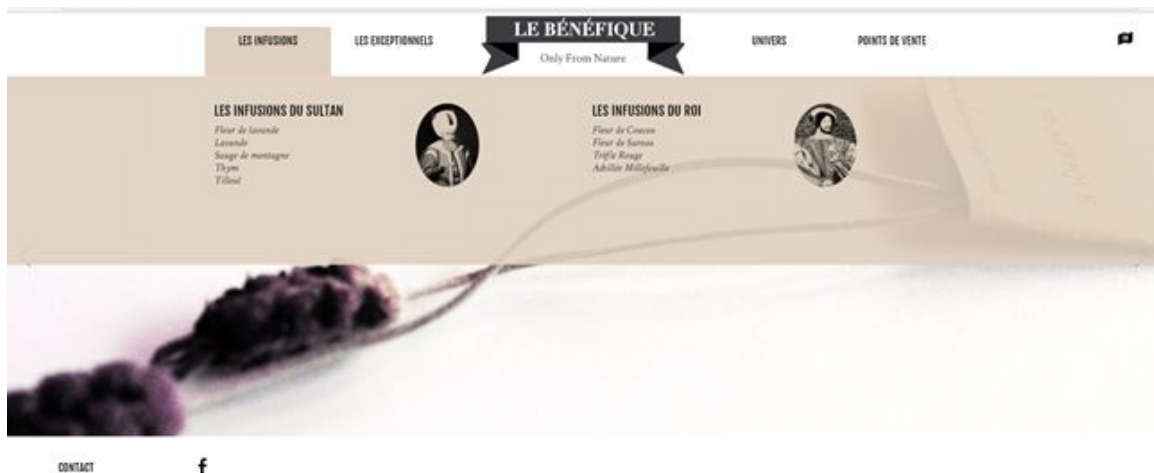 LES INFUSIONS
LES EXCEPTIONNELS
LE BÉNÉFIQUE
Only From Nature
UNIVERS
POINTS DE VENTE
LES INFUSIONS DU SULTAN
Fleur de lavande
Lavande
Sauge de montagne
Thym
Tilleul
LES INFUSIONS DU ROI
Fleur de Coucou
Fleur de Sureau
Trèfle Rouge
Achillée Millefeuille
CONTACT
f